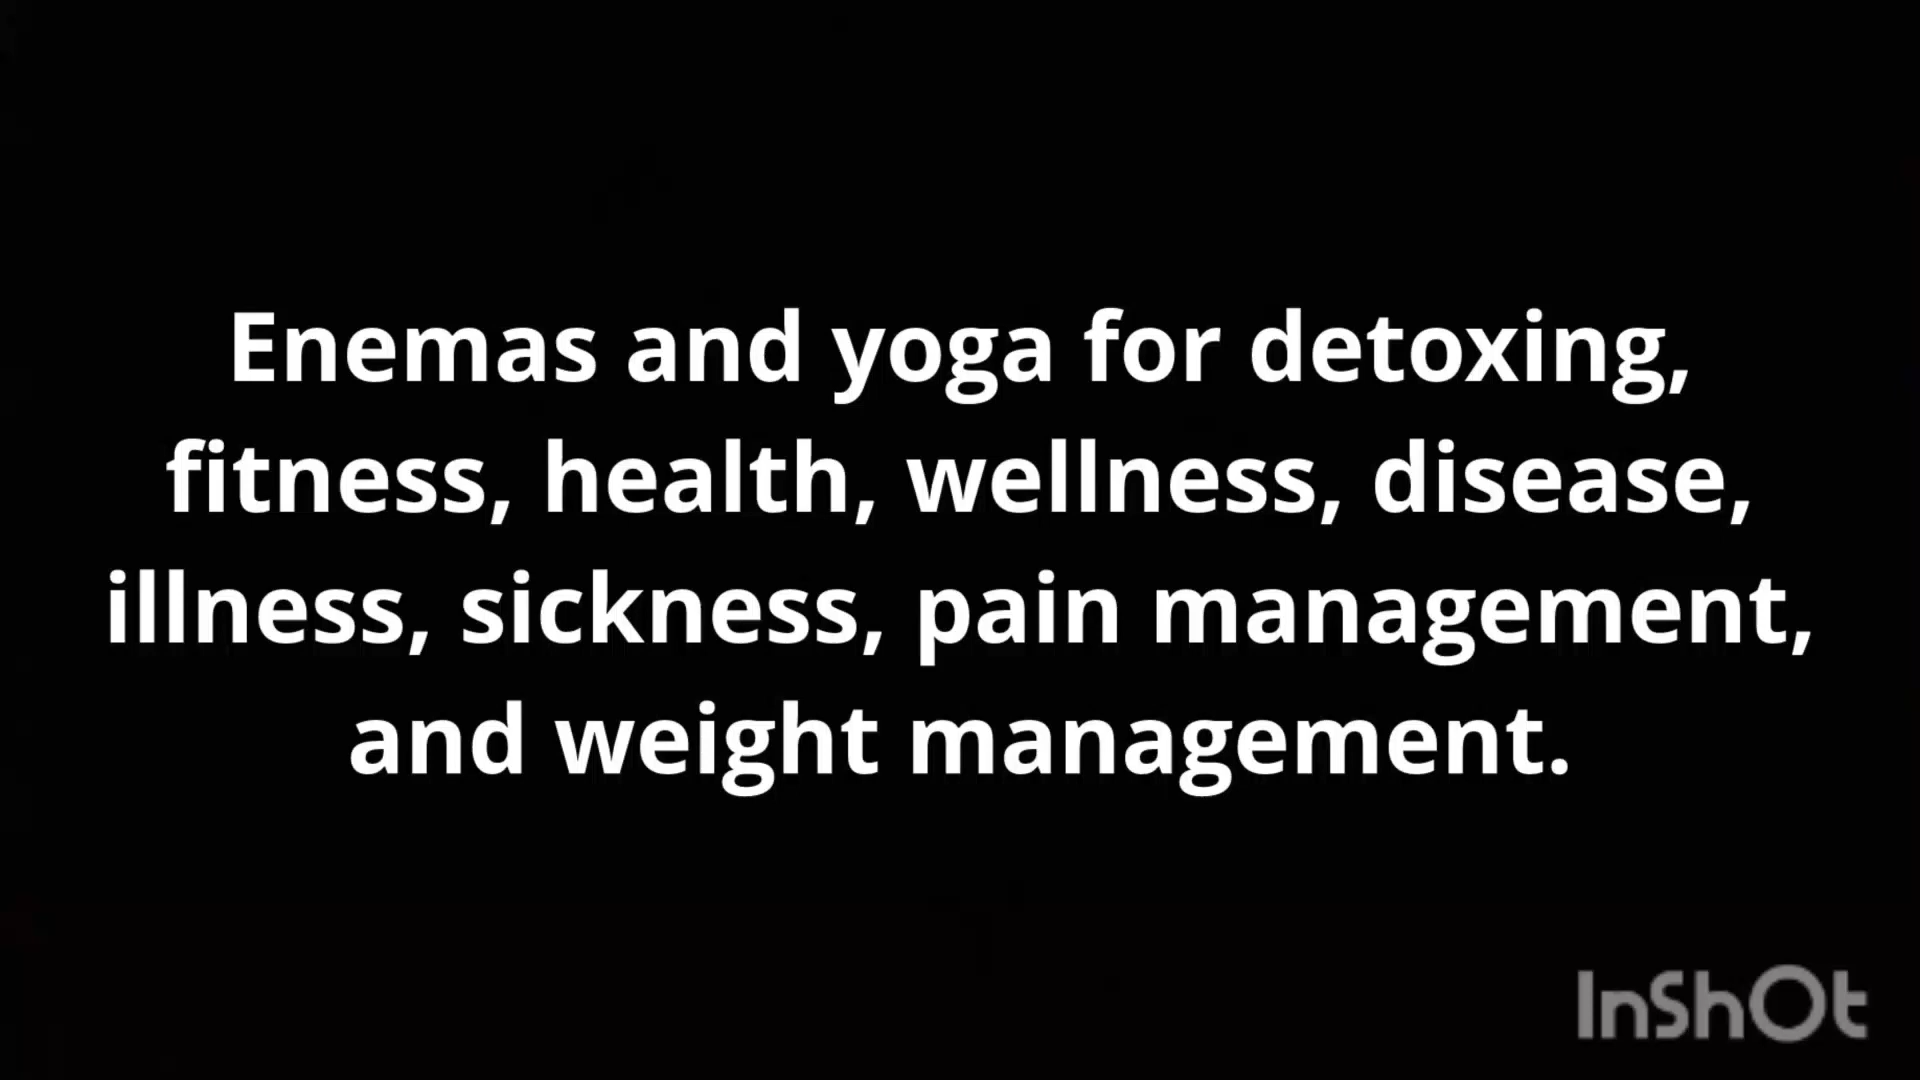 Enemas and yoga for detoxing,
fitness, health, wellness, disease,
illness, sickness, pain management,
and weight management.
InShOt